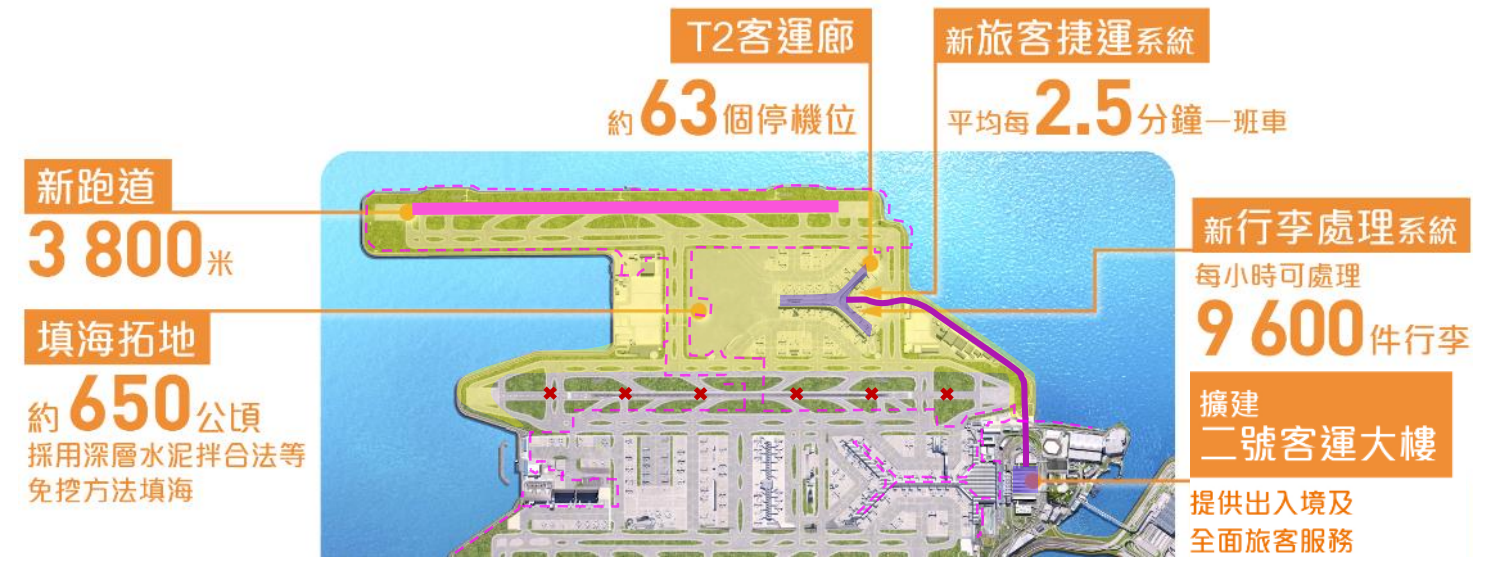 T2客運廊
約63個停機位
新旅客捷運系統
平均每2.5分鐘一班車
新跑道
3 800米
填海拓地
約650公頃
採用深層水泥拌合法等
免挖方法填海
新行李處理系統
每小時可處理
9 600件行李
擴建
二號客運大樓
提供出入境及
全面旅客服務